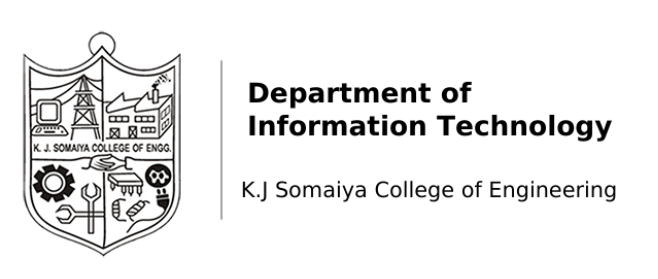 K. J. SOMAIYA COLLEGE OF ENGG.
Department of
Information Technology
K.J Somaiya College of Engineering